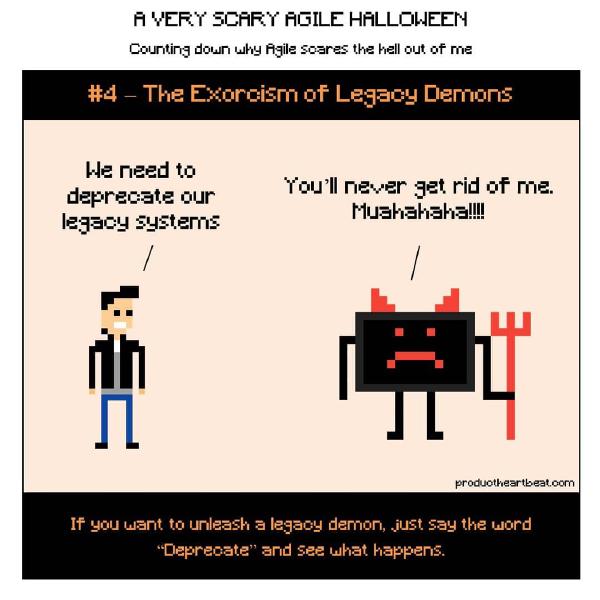 A VERY SCARY AGILE HALLOWEEN
Counting down why Agile scares the hell out of me
#4 – The Exorcism of Legacy Demons
We need to
deprecate our
legacy systems
You'll never get rid of me.
Muahahaha!!!!
productheartbeat.com
If you want to unleash a legacy demon, just say the word
“Deprecate” and see what happens.